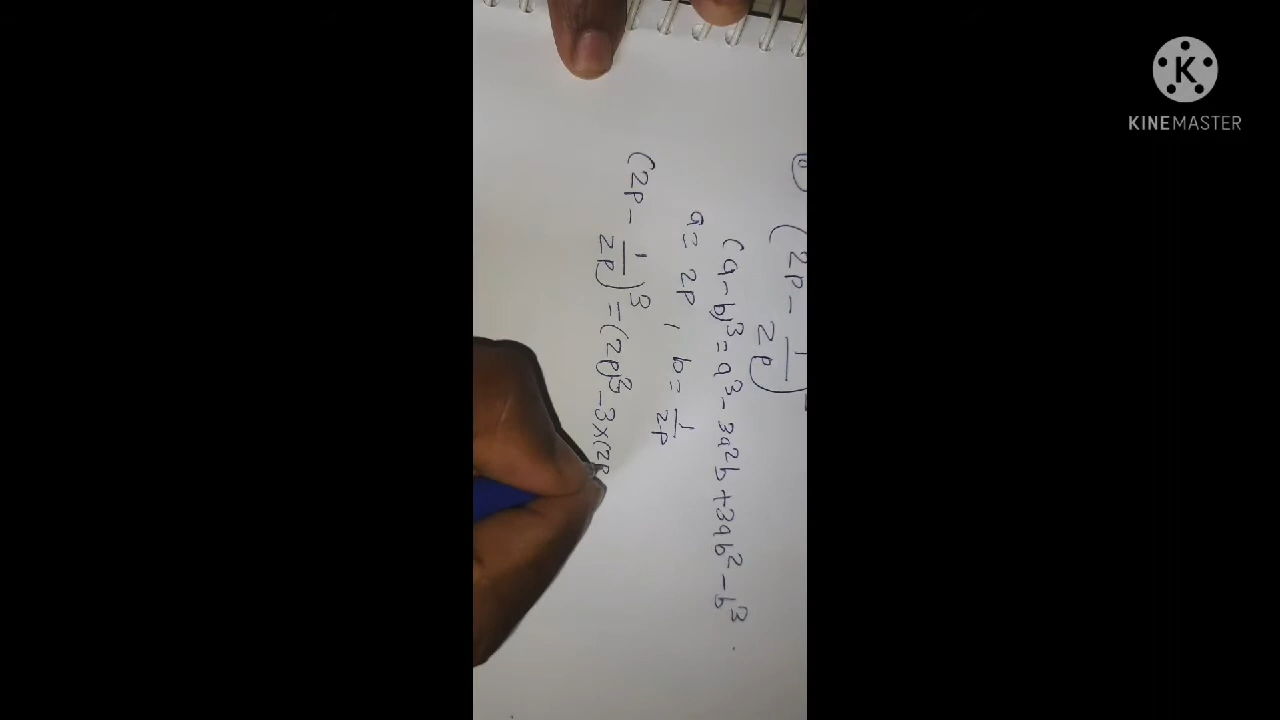 (2p - 1/2p)³
(a-b)³ = a³ - 3a²b + 3ab² - b³
a = 2p , b = 1/2p
(2p - 1/2p)³ = (2p)³ - 3×(2p
KINEMASTER